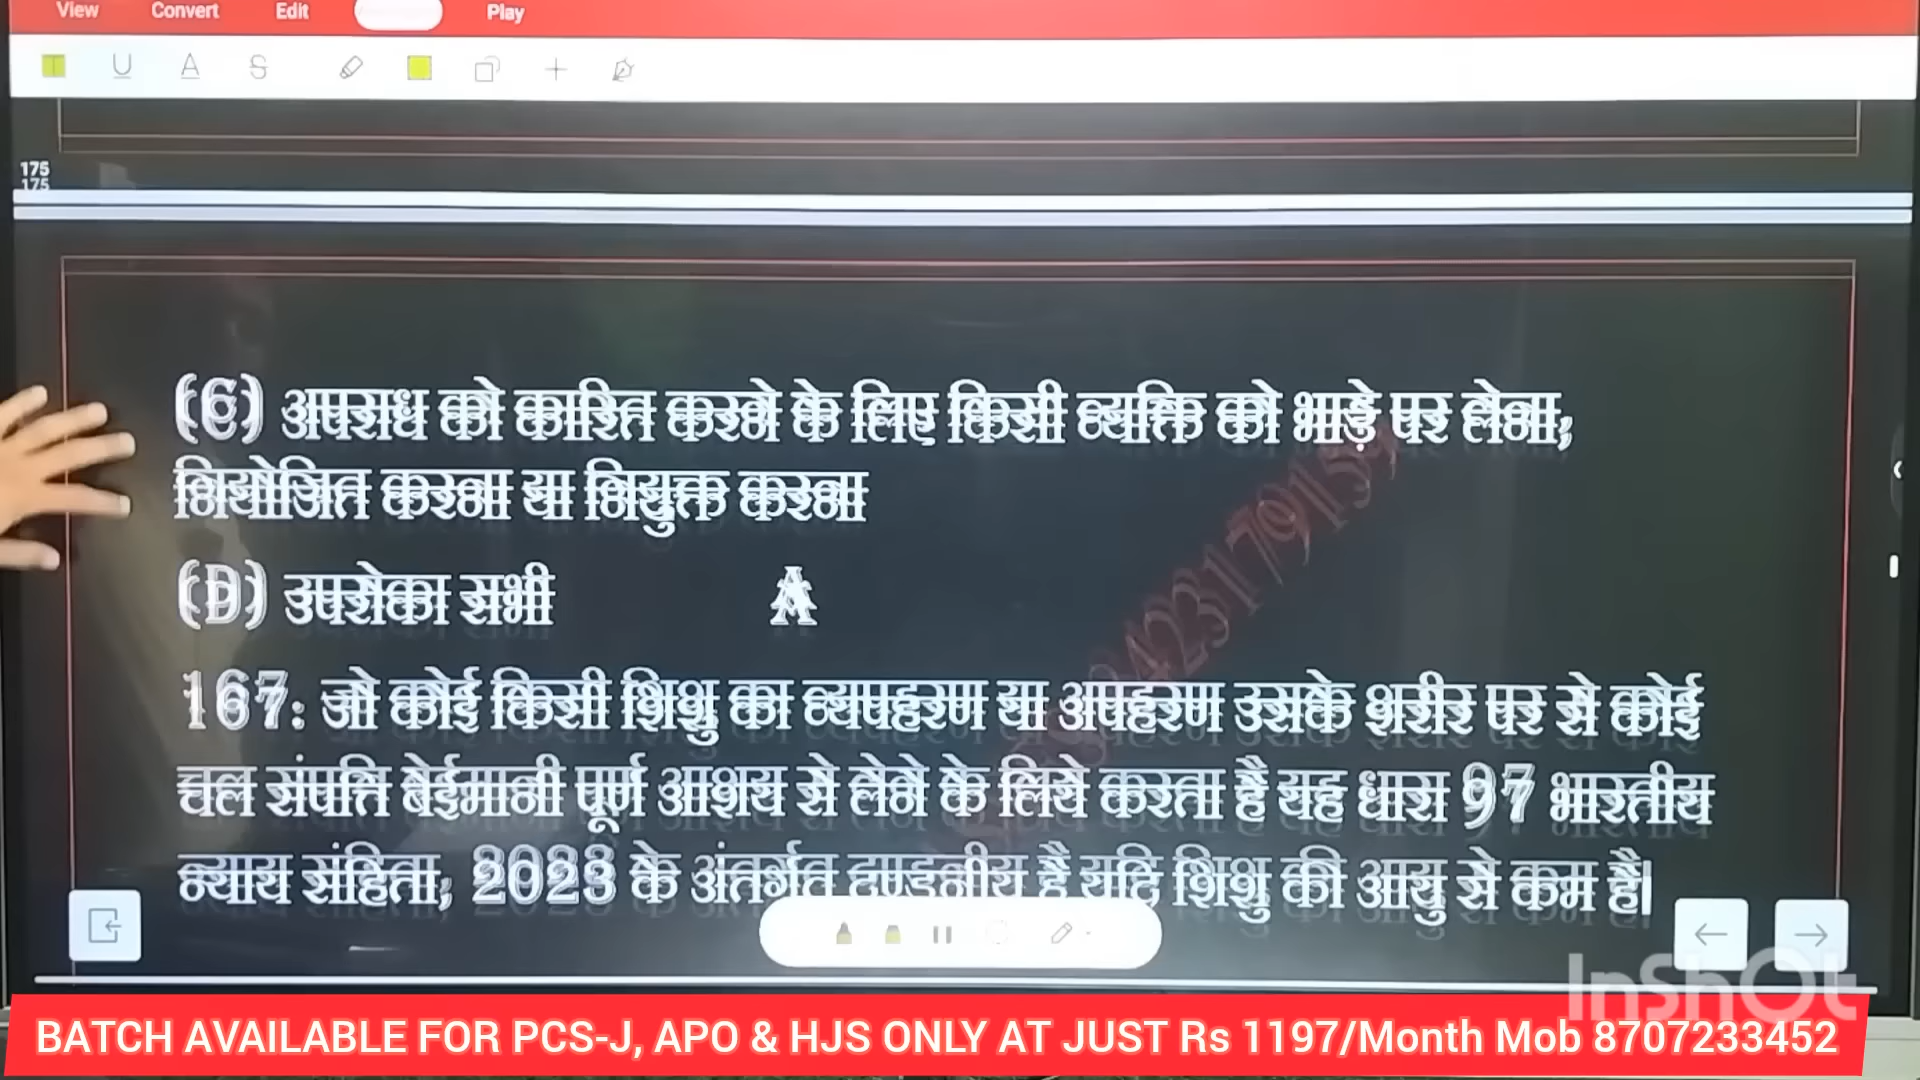 View Convert Edit Play
175
175
(C) अपराध को कारित करने के लिए किसी व्यक्ति को भाड़े पर लेना,
नियोजित करना या नियुक्त करना
(D) उपरोक्त सभी A
167. जो कोई किसी शिशु का व्यपहरण या अपहरण उसके शरीर पर से कोई
चल संपत्ति बेईमानी पूर्ण आशय से लेने के लिये करता है यह धारा 97 भारतीय
न्याय संहिता, 2023 के अंतर्गत दण्डनीय है यदि शिशु की आयु से कम है।
InShOt
BATCH AVAILABLE FOR PCS-J, APO & HJS ONLY AT JUST Rs 1197/Month Mob 8707233452